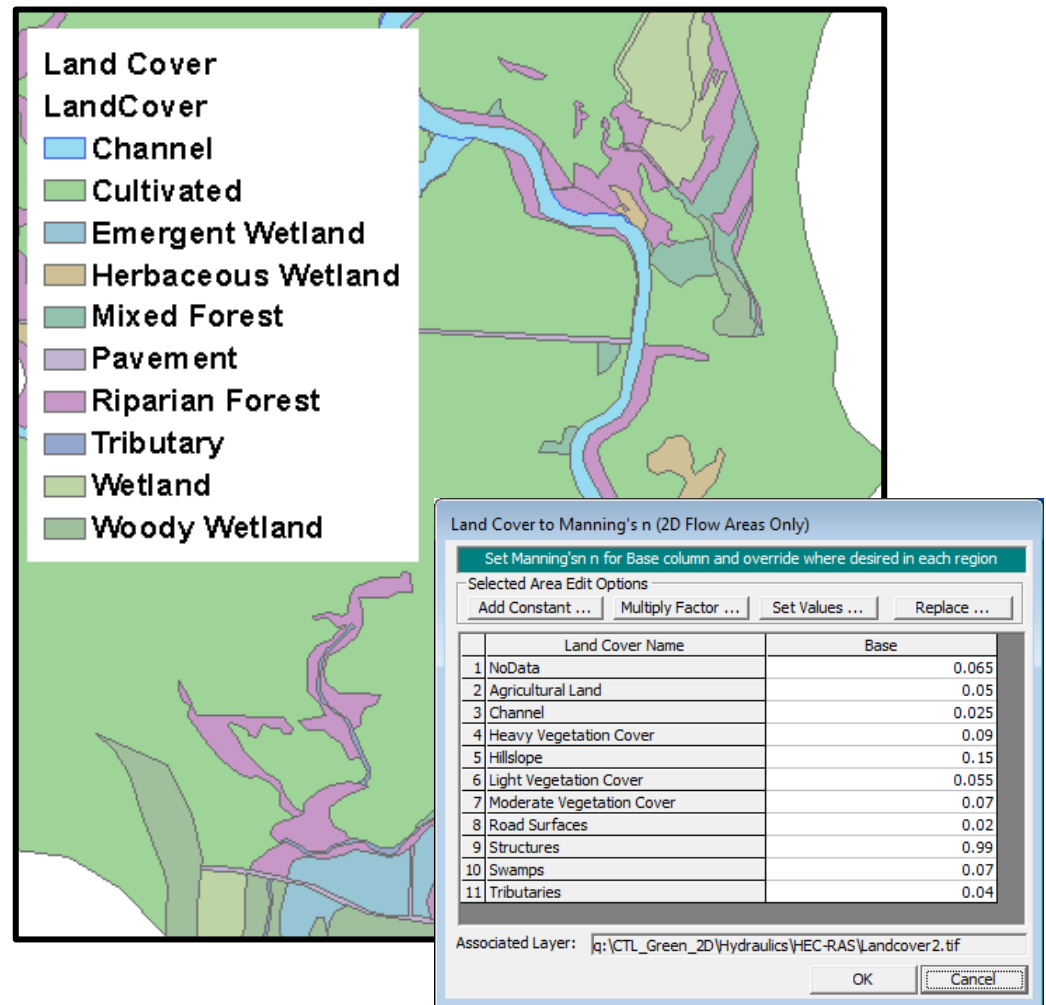 Land Cover
LandCover
Channel
Cultivated
Emergent Wetland
Herbaceous Wetland
Mixed Forest
Pavement
Riparian Forest
Tributary
Wetland
Woody Wetland
Land Cover to Manning's n (2D Flow Areas Only)
Set Manning'sn n for Base column and override where desired in each region
Selected Area Edit Options
Add Constant ... Multiply Factor ... Set Values ... Replace ...
Land Cover Name Base
1 NoData 0.065
2 Agricultural Land 0.05
3 Channel 0.025
4 Heavy Vegetation Cover 0.09
5 Hillslope 0.15
6 Light Vegetation Cover 0.055
7 Moderate Vegetation Cover 0.07
8 Road Surfaces 0.02
9 Structures 0.99
10 Swamps 0.07
11 Tributaries 0.04
Associated Layer: q:\CTL_Green_2D\Hydraulics\HEC-RAS\Landcover2.tif
OK Cancel